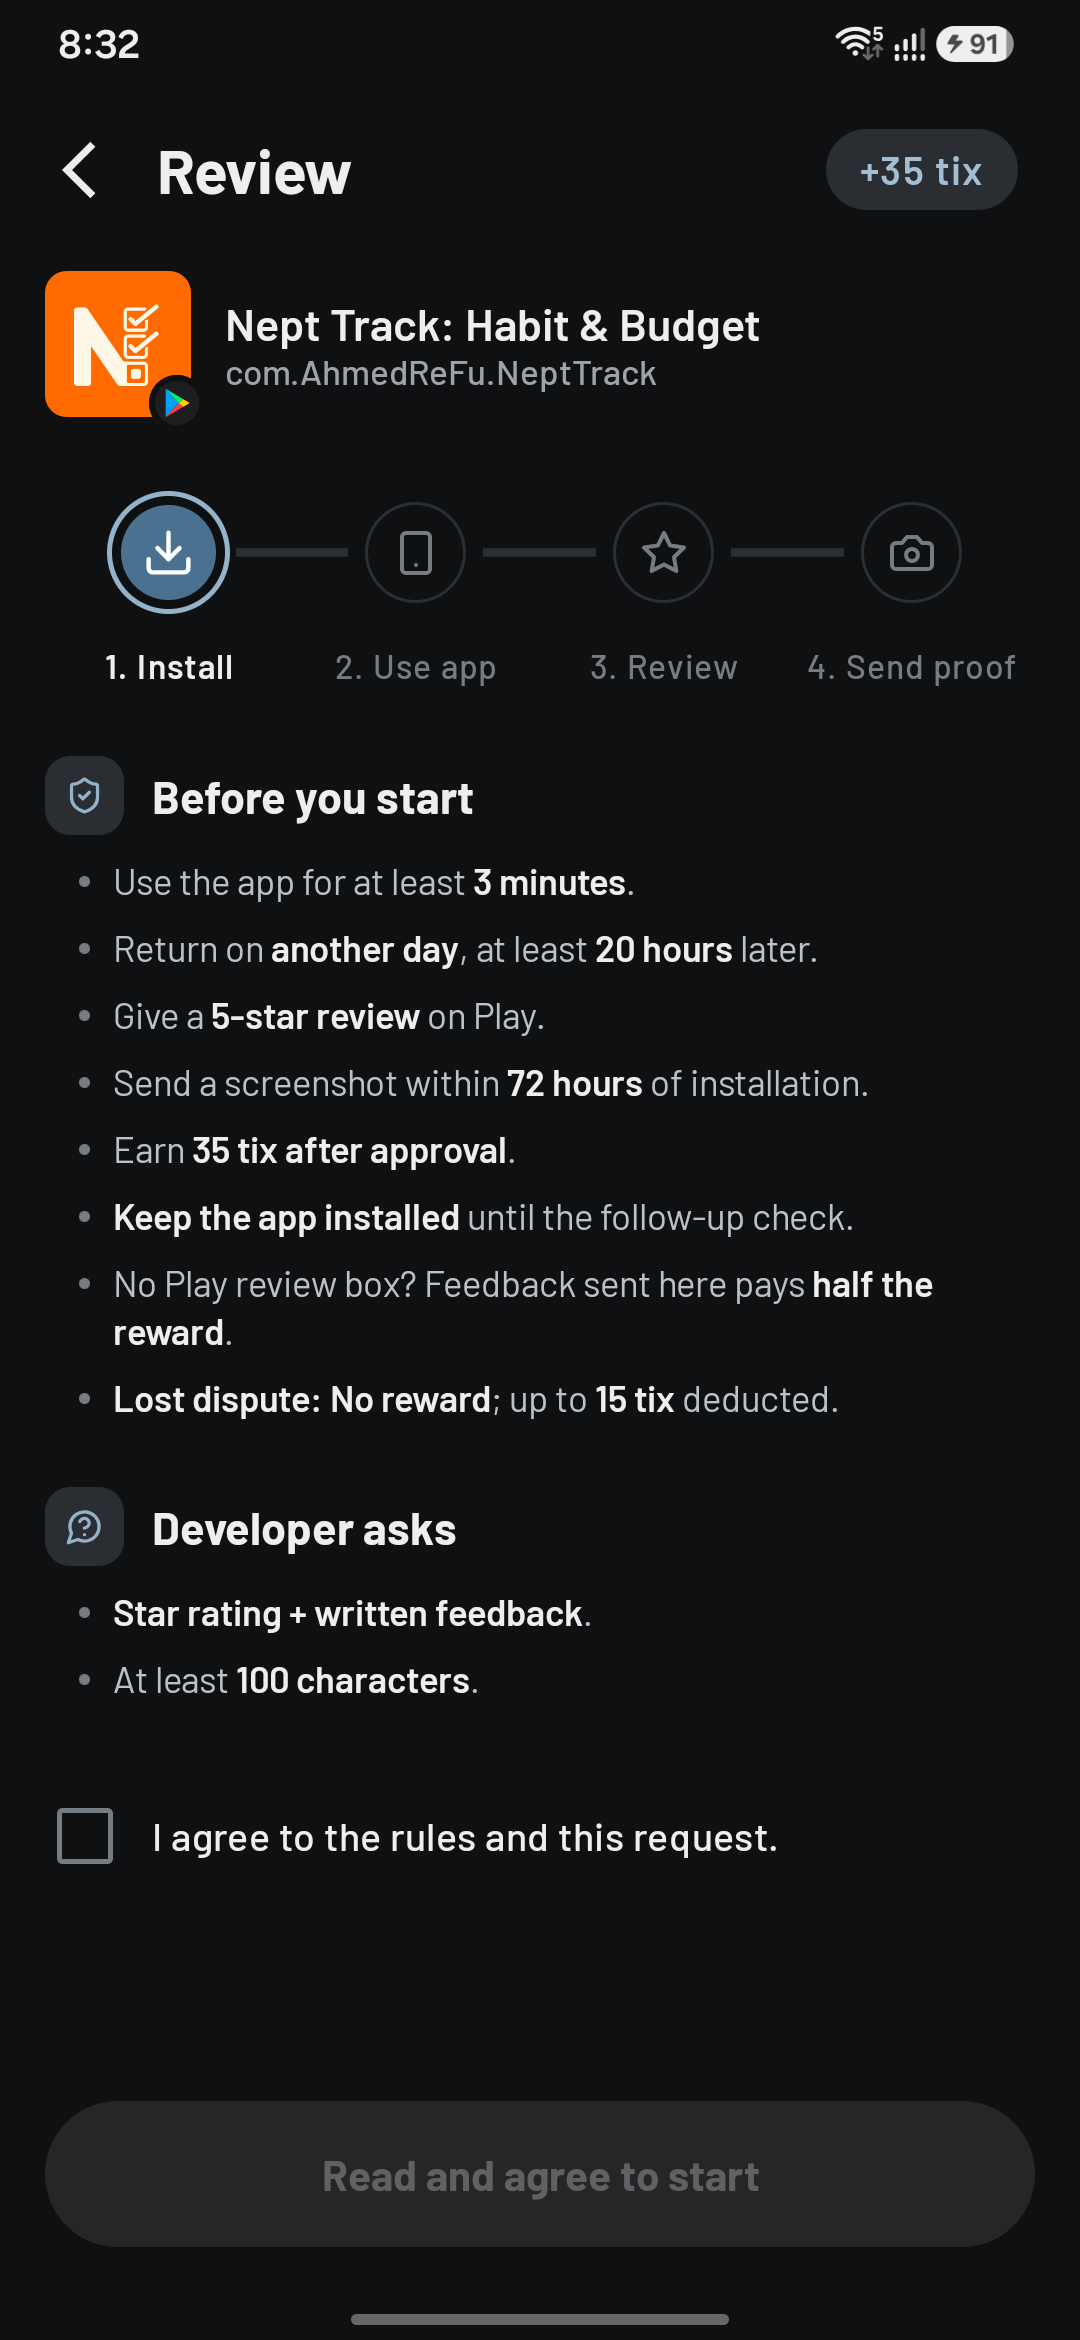 8:32
5
91
Review
+35 tix
Nept Track: Habit & Budget
com.AhmedReFu.NeptTrack
1. Install
2. Use app
3. Review
4. Send proof
Before you start
Use the app for at least 3 minutes.
Return on another day, at least 20 hours later.
Give a 5-star review on Play.
Send a screenshot within 72 hours of installation.
Earn 35 tix after approval.
Keep the app installed until the follow-up check.
No Play review box? Feedback sent here pays half the
reward.
Lost dispute: No reward; up to 15 tix deducted.
Developer asks
Star rating + written feedback.
At least 100 characters.
I agree to the rules and this request.
Read and agree to start